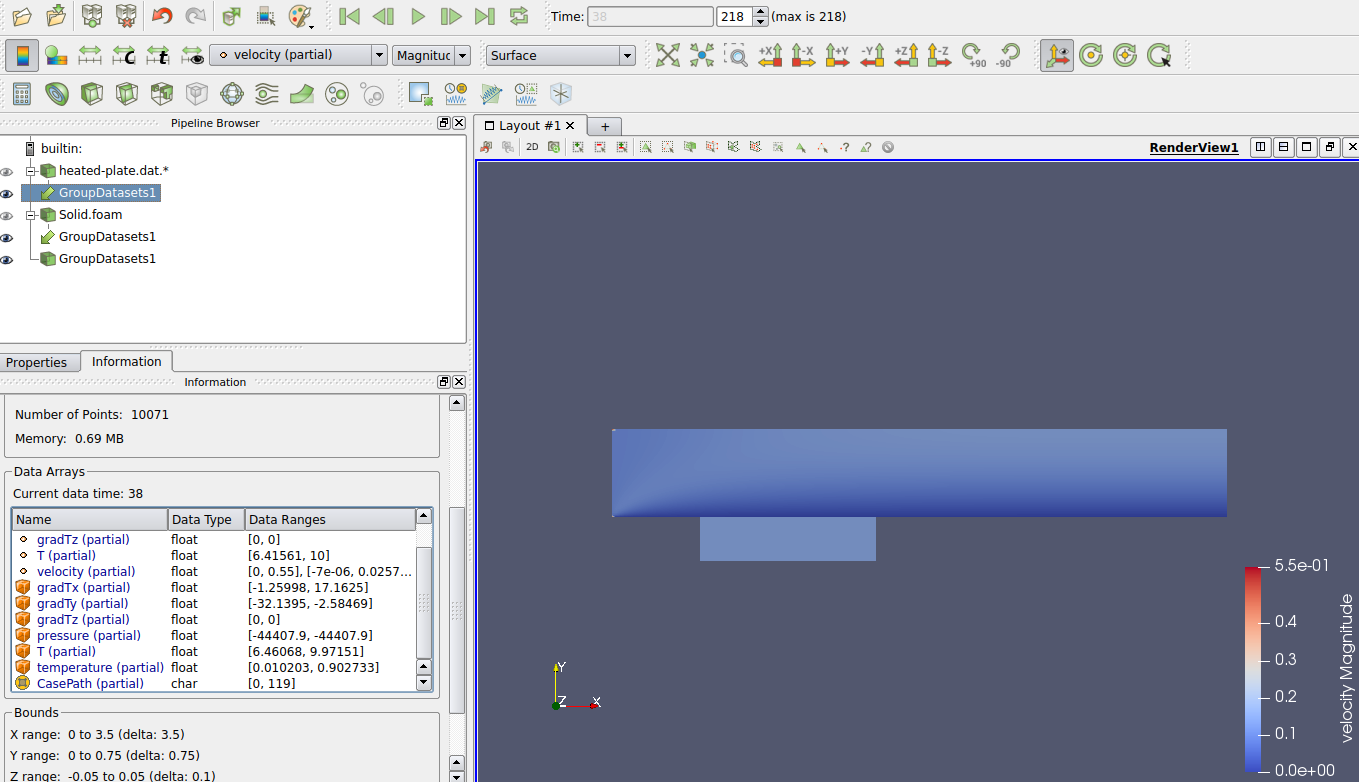 Time: 38 218 (max is 218)
velocity (partial) Magnituc Surface
+X -X +Y -Y +Z -Z +90 -90
Pipeline Browser
builtin:
heated-plate.dat.*
GroupDatasets1
Solid.foam
GroupDatasets1
GroupDatasets1
Properties Information
Information
Number of Points: 10071
Memory: 0.69 MB
Data Arrays
Current data time: 38
Name Data Type Data Ranges
gradTz (partial) float [0, 0]
T (partial) float [6.41561, 10]
velocity (partial) float [0, 0.55], [-7e-06, 0.0257...
gradTx (partial) float [-1.25998, 17.1625]
gradTy (partial) float [-32.1395, -2.58469]
gradTz (partial) float [0, 0]
pressure (partial) float [-44407.9, -44407.9]
T (partial) float [6.46068, 9.97151]
temperature (partial) float [0.010203, 0.902733]
CasePath (partial) char [0, 119]
Bounds
X range: 0 to 3.5 (delta: 3.5)
Y range: 0 to 0.75 (delta: 0.75)
Z range: -0.05 to 0.05 (delta: 0.1)
Layout #1 +
2D RenderView1
Y
Z X
5.5e-01
0.4
0.3
0.2
0.1
0.0e+00
velocity Magnitude